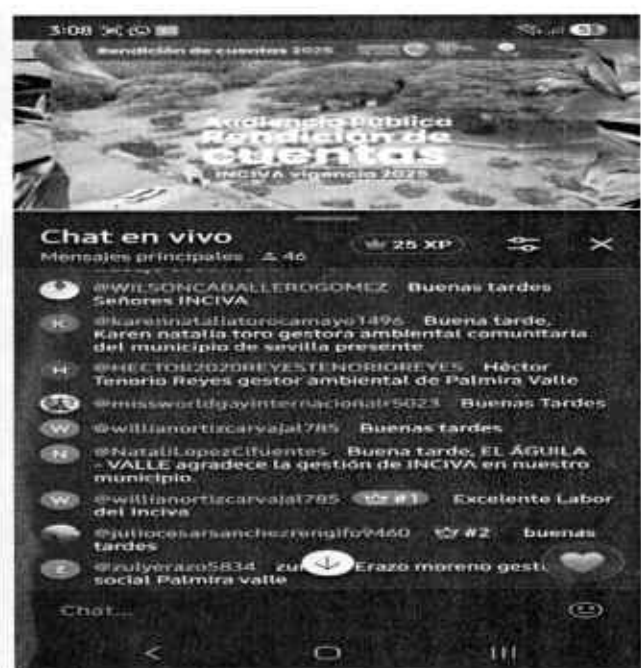 3:08
Rendición de cuentas 2025
Audiencia Pública
Rendición de
cuentas
INCIVA vigencia 2025
Chat en vivo
Mensajes principales 46
25 XP
@WILSONCABALLEROGOMEZ Buenas tardes
Señores INCIVA
K @karennataliatorocamayo1496 Buena tarde,
Karen natalia toro gestora ambiental comunitaria
del municipio de sevilla presente
H @HECTOR2020REYESTENORIOREYES Héctor
Tenorio Reyes gestor ambiental de Palmira Valle
@missworldgayinternacionalr5023 Buenas Tardes
W @willianortizcarvajal785 Buenas tardes
N @NataliLopezCifuentes Buena tarde, EL ÁGUILA
- VALLE agradece la gestión de INCIVA en nuestro
municipio.
W @willianortizcarvajal785 #1 Excelente Labor
del Inciva
@juliocesarsanchezrengifo9460 #2 buenas
tardes
Z @zulyerazo5834 Erazo moreno
social Palmira valle
Chat...